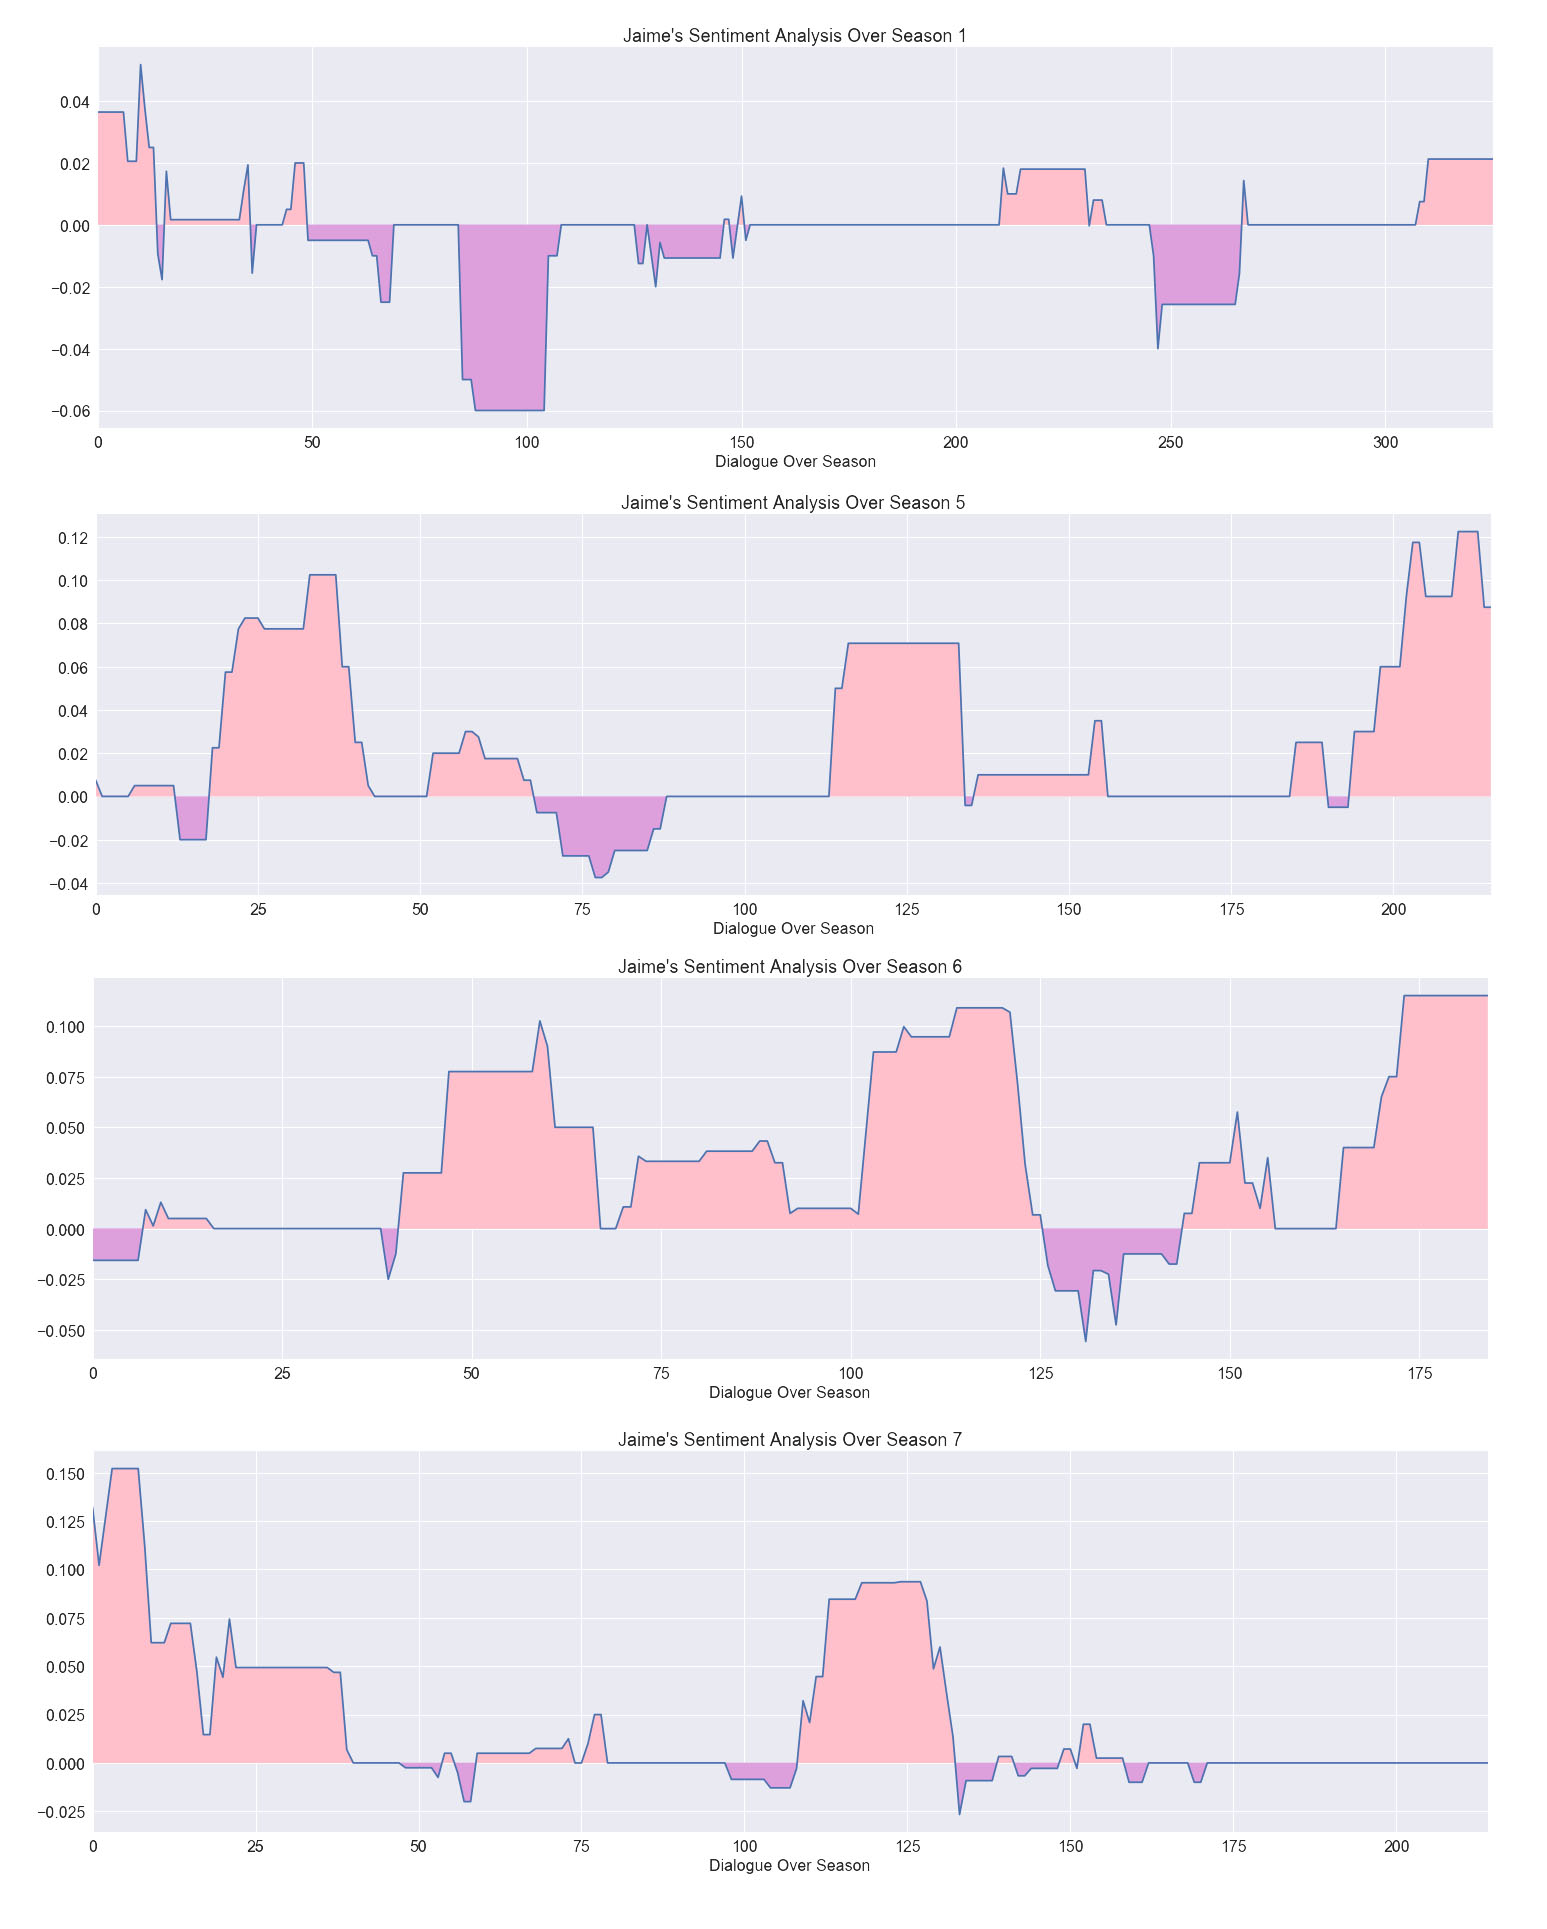 Jaime's Sentiment Analysis Over Season 1
0.04
0.02
0.00
−0.02
−0.04
−0.06
0 50 100 150 200 250 300
Dialogue Over Season
Jaime's Sentiment Analysis Over Season 5
0.12
0.10
0.08
0.06
0.04
0.02
0.00
−0.02
−0.04
0 25 50 75 100 125 150 175 200
Dialogue Over Season
Jaime's Sentiment Analysis Over Season 6
0.100
0.075
0.050
0.025
0.000
−0.025
−0.050
0 25 50 75 100 125 150 175
Dialogue Over Season
Jaime's Sentiment Analysis Over Season 7
0.150
0.125
0.100
0.075
0.050
0.025
0.000
−0.025
0 25 50 75 100 125 150 175 200
Dialogue Over Season